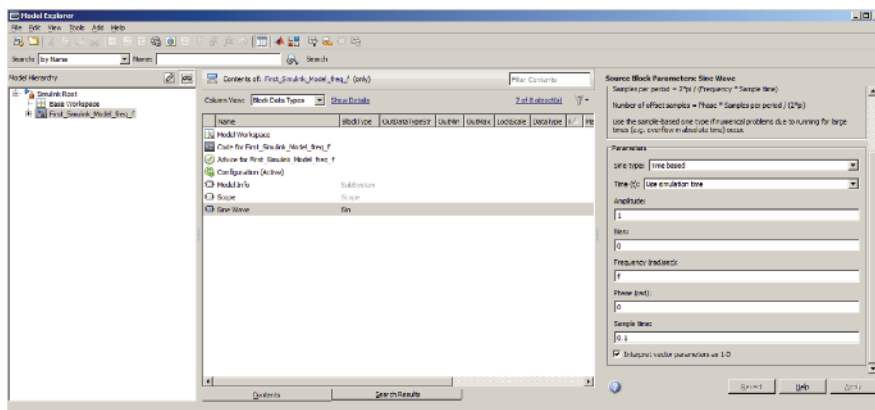 Model Explorer
File Edit View Tools Add Help
Search: by Name Name: Search
Model Hierarchy
Simulink Root
Base Workspace
First_Simulink_Model_freq_f
Contents of: First_Simulink_Model_freq_f (only)
Filter Contents
Column View: Block Data Types Show Details 7 of 8 object(s)
Name BlockType OutDataTypeStr OutMin OutMax LockScale DataType
Model Workspace
Code for First_Simulink_Model_freq_f
Advice for First_Simulink_Model_freq_f
Configuration (Active)
Model Info Subsystem
Scope Scope
Sine Wave Sin
Contents Search Results
Source Block Parameters: Sine Wave
Samples per period = 2*pi / (Frequency * Sample time)
Number of offset samples = Phase * Samples per period / (2*pi)
Use the sample-based sine type if numerical problems due to running for large
times (e.g. overflow in absolute time) occur.
Parameters
Sine type: Time based
Time (t): Use simulation time
Amplitude:
1
Bias:
0
Frequency (rad/sec):
f
Phase (rad):
0
Sample time:
0.1
Interpret vector parameters as 1-D
Revert Help Apply